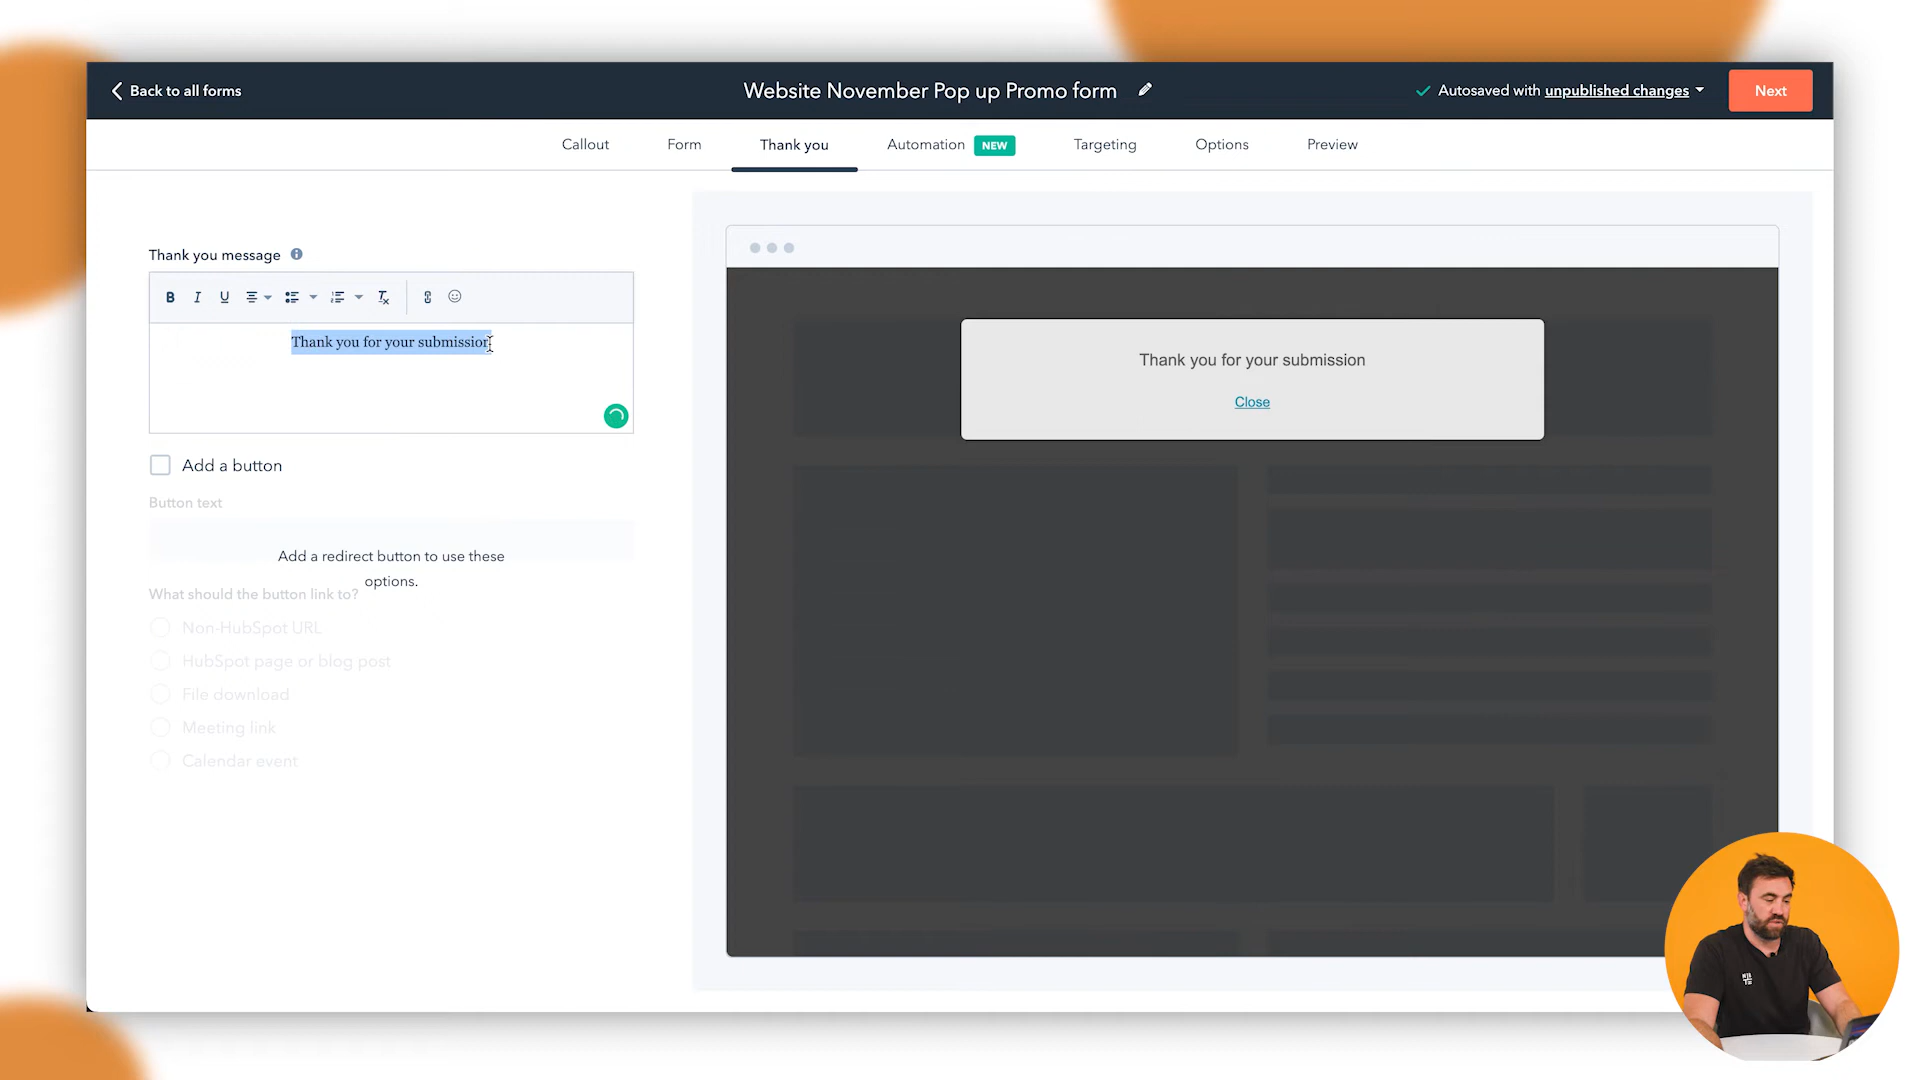 Back to all forms
Website November Pop up Promo form
Autosaved with unpublished changes
Next
Callout
Form
Thank you
Automation
NEW
Targeting
Options
Preview
Thank you message
B I U
Thank you for your submission
Add a button
Button text
Add a redirect button to use these
options.
What should the button link to?
Non-HubSpot URL
HubSpot page or blog post
File download
Meeting link
Calendar event
Thank you for your submission
Close